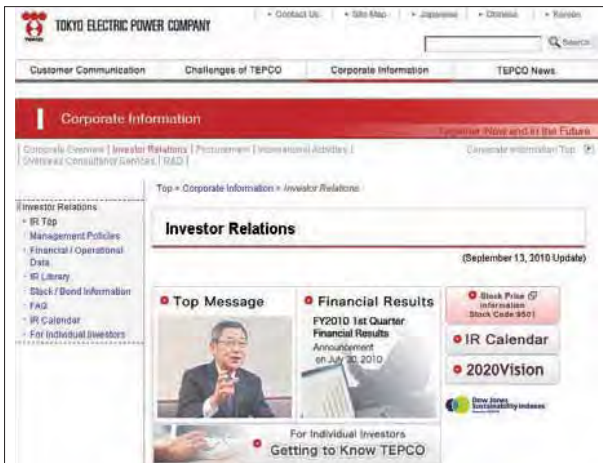 TOKYO ELECTRIC POWER COMPANY
Contact Us | Site Map | Japanese | Chinese | Korean
Search
Customer Communication
Challenges of TEPCO
Corporate Information
TEPCO News
Corporate Information
Together Now and in the Future
Corporate Overview | Investor Relations | Procurement | International Activities |
Overseas Consultancy Services | R&D |
Corporate Information Top
Top > Corporate Information > Investor Relations
Investor Relations
IR Top
Management Policies
Financial / Operational
Data
IR Library
Stock / Bond Information
FAQ
IR Calendar
For Individual Investors
Investor Relations
(September 13, 2010 Update)
Top Message
Financial Results
FY2010 1st Quarter
Financial Results
Announcement
on July 30, 2010
Stock Price
information
Stock Code:9501
IR Calendar
2020Vision
Dow Jones
Sustainability Indexes
For Individual Investors
Getting to Know TEPCO